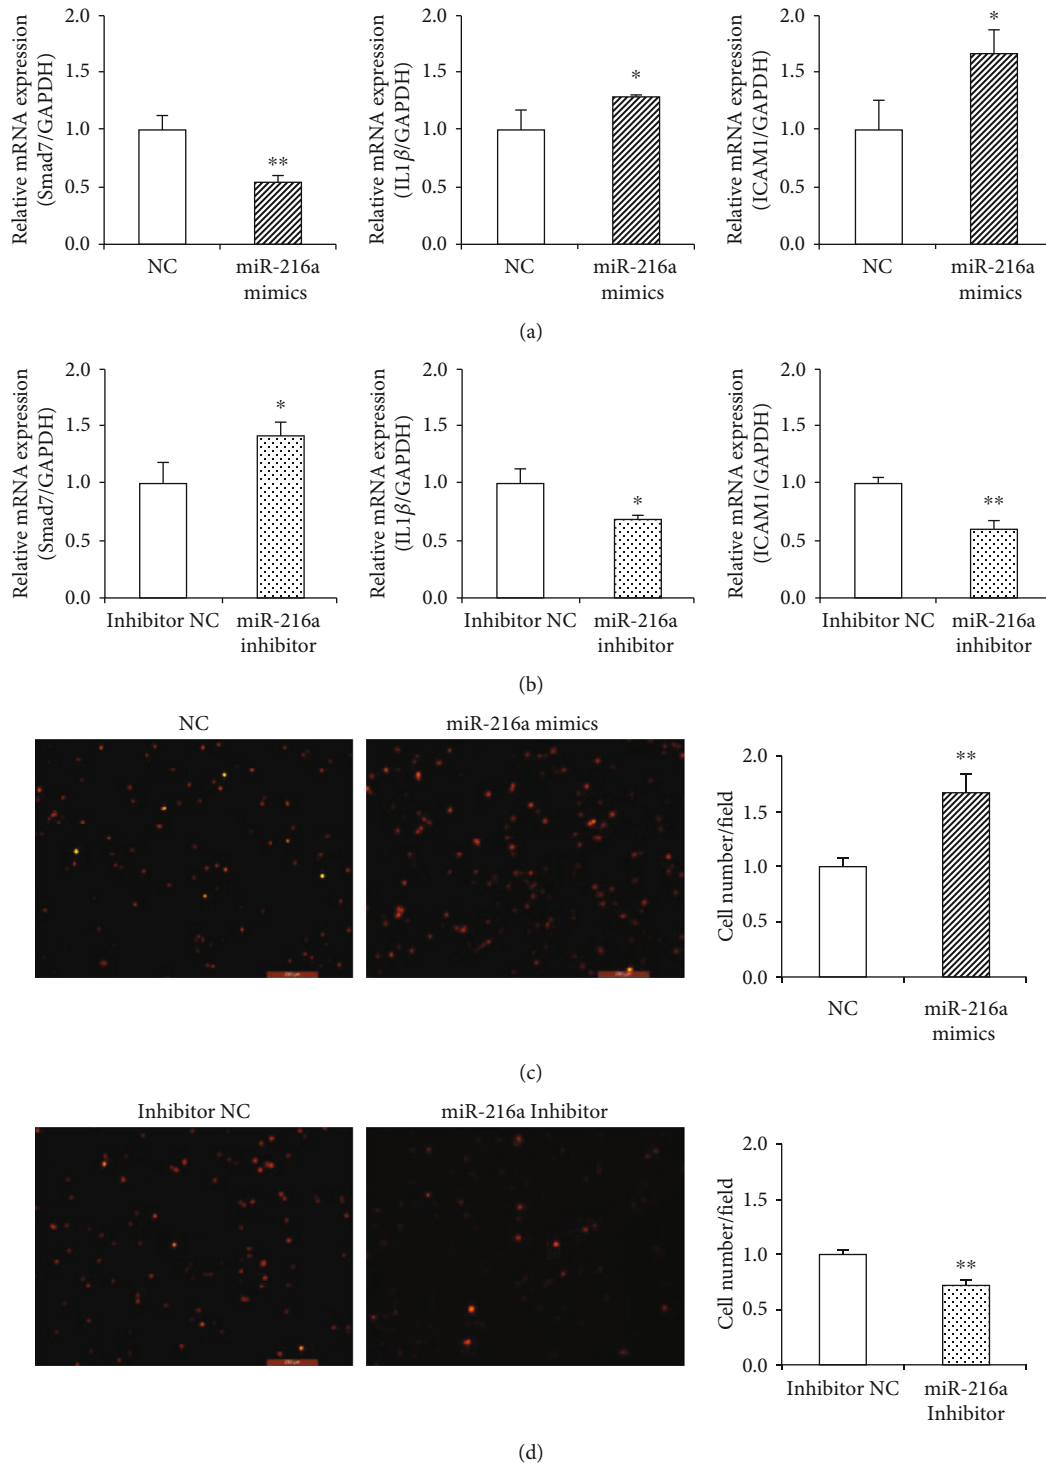 Relative mRNA expression
(Smad7/GAPDH)
2.0
1.5
1.0
0.5
0.0
**
NC
miR-216a
mimics
Relative mRNA expression
(IL1β/GAPDH)
2.0
1.5
1.0
0.5
0.0
*
NC
miR-216a
mimics
Relative mRNA expression
(ICAM1/GAPDH)
2.0
1.5
1.0
0.5
0.0
*
NC
miR-216a
mimics
(a)
Relative mRNA expression
(Smad7/GAPDH)
2.0
1.5
1.0
0.5
0.0
*
Inhibitor NC
miR-216a
inhibitor
Relative mRNA expression
(IL1β/GAPDH)
2.0
1.5
1.0
0.5
0.0
*
Inhibitor NC
miR-216a
inhibitor
Relative mRNA expression
(ICAM1/GAPDH)
2.0
1.5
1.0
0.5
0.0
**
Inhibitor NC
miR-216a
inhibitor
(b)
NC
miR-216a mimics
Cell number/field
2.0
1.5
1.0
0.5
0.0
**
NC
miR-216a
mimics
(c)
Inhibitor NC
miR-216a Inhibitor
Cell number/field
2.0
1.5
1.0
0.5
0.0
**
Inhibitor NC
miR-216a
Inhibitor
(d)